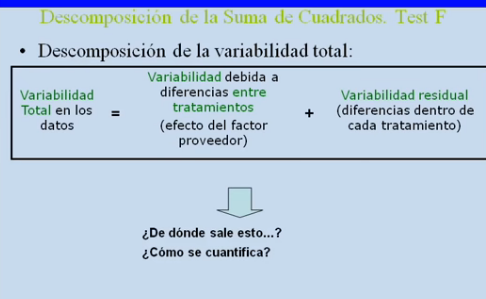 Descomposición de la Suma de Cuadrados. Test F
• Descomposición de la variabilidad total:
Variabilidad
Total en los
datos
=
Variabilidad debida a
diferencias entre
tratamientos
(efecto del factor
proveedor)
+
Variabilidad residual
(diferencias dentro de
cada tratamiento)
¿De dónde sale esto...?
¿Cómo se cuantifica?